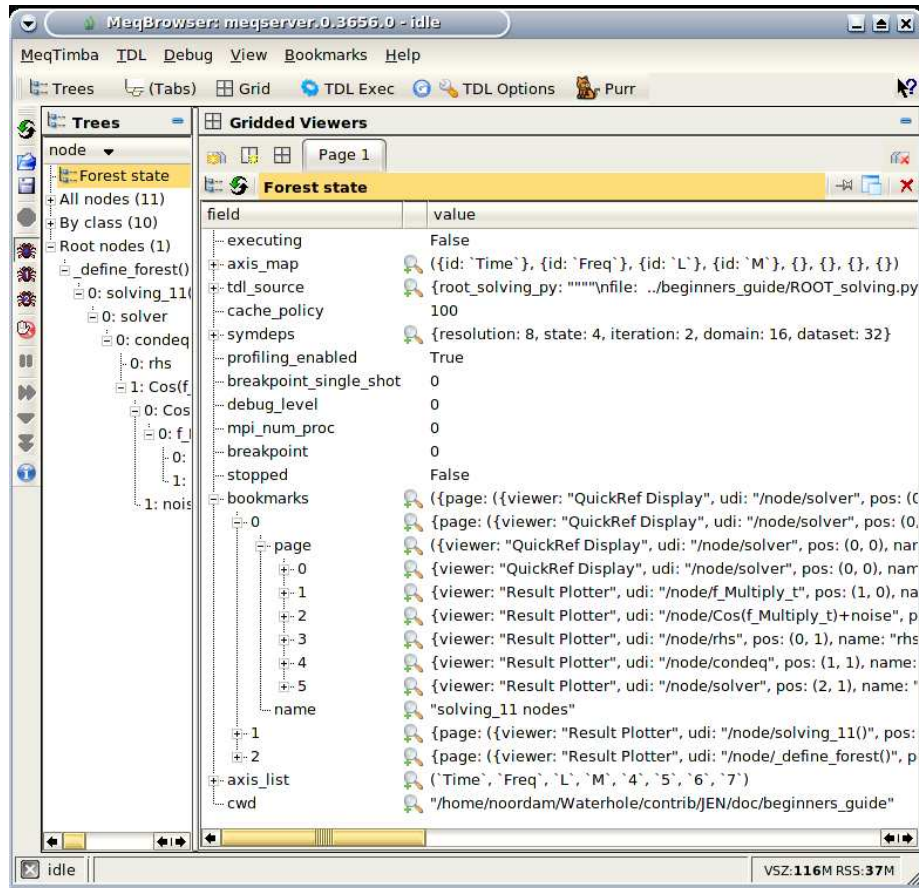 MeqBrowser: meqserver.0.3656.0 - idle
MeqTimba TDL Debug View Bookmarks Help
Trees (Tabs) Grid TDL Exec TDL Options Purr
Trees
node
Forest state
All nodes (11)
By class (10)
Root nodes (1)
_define_forest()
0: solving_11(
0: solver
0: condeq
0: rhs
1: Cos(f_
0: Cos
0: f_
0:
1:
1: nois
Gridded Viewers
Page 1
Forest state
field value
executing False
axis_map ({id: `Time`}, {id: `Freq`}, {id: `L`}, {id: `M`}, {}, {}, {}, {})
tdl_source {root_solving_py: """"\nfile: ../beginners_guide/ROOT_solving.py
cache_policy 100
symdeps {resolution: 8, state: 4, iteration: 2, domain: 16, dataset: 32}
profiling_enabled True
breakpoint_single_shot 0
debug_level 0
mpi_num_proc 0
breakpoint 0
stopped False
bookmarks ({page: ({viewer: "QuickRef Display", udi: "/node/solver", pos: (0
0 {page: ({viewer: "QuickRef Display", udi: "/node/solver", pos: (0,
page ({viewer: "QuickRef Display", udi: "/node/solver", pos: (0, 0), nar
0 {viewer: "QuickRef Display", udi: "/node/solver", pos: (0, 0), nam
1 {viewer: "Result Plotter", udi: "/node/f_Multiply_t", pos: (1, 0), na
2 {viewer: "Result Plotter", udi: "/node/Cos(f_Multiply_t)+noise", p
3 {viewer: "Result Plotter", udi: "/node/rhs", pos: (0, 1), name: "rhs
4 {viewer: "Result Plotter", udi: "/node/condeq", pos: (1, 1), name:
5 {viewer: "Result Plotter", udi: "/node/solver", pos: (2, 1), name: "
name "solving_11 nodes"
1 {page: ({viewer: "Result Plotter", udi: "/node/solving_11()", pos:
2 {page: ({viewer: "Result Plotter", udi: "/node/_define_forest()", p
axis_list (`Time`, `Freq`, `L`, `M`, `4`, `5`, `6`, `7`)
cwd "/home/noordam/Waterhole/contrib/JEN/doc/beginners_guide"
idle
VSZ:116M RSS:37M